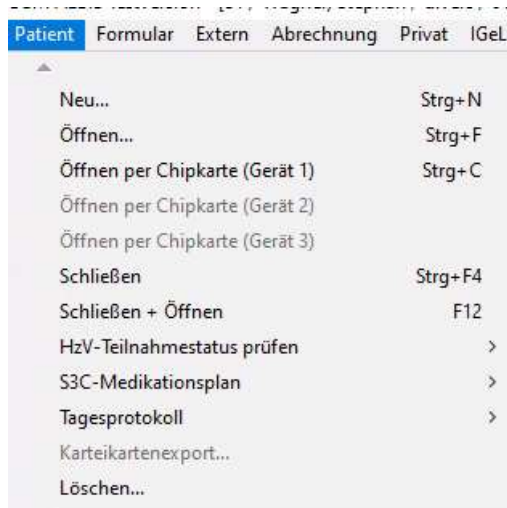 Patient Formular Extern Abrechnung Privat IGeL
Neu... Strg+N
Öffnen... Strg+F
Öffnen per Chipkarte (Gerät 1) Strg+C
Öffnen per Chipkarte (Gerät 2)
Öffnen per Chipkarte (Gerät 3)
Schließen Strg+F4
Schließen + Öffnen F12
HzV-Teilnahmestatus prüfen
S3C-Medikationsplan
Tagesprotokoll
Karteikartenexport...
Löschen...